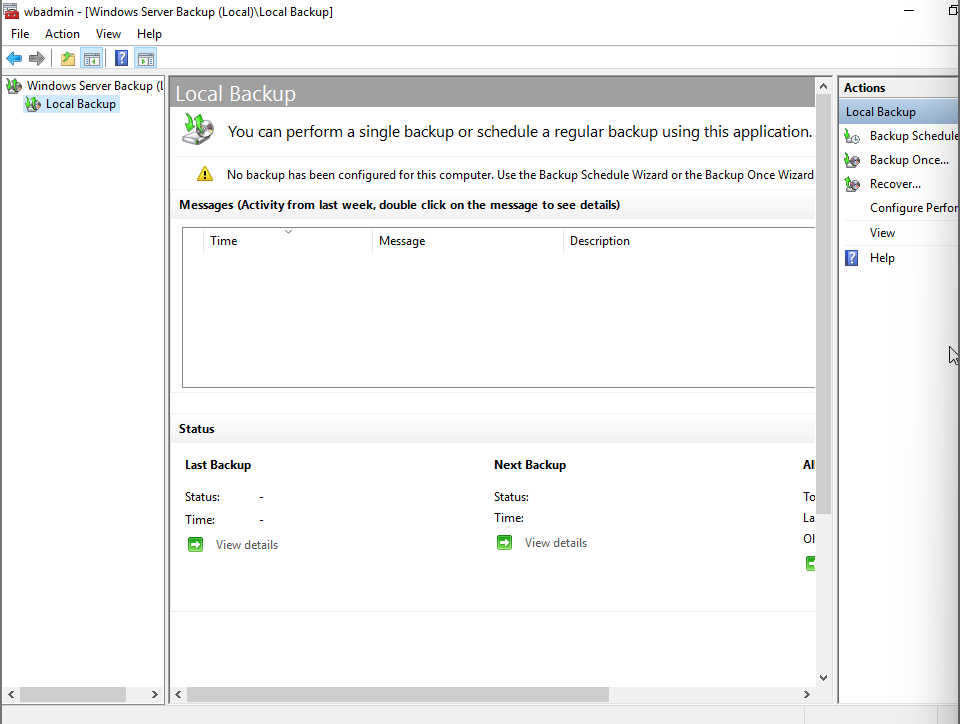 wbadmin - [Windows Server Backup (Local)\Local Backup]
File Action View Help
Windows Server Backup (L
Local Backup
Local Backup
You can perform a single backup or schedule a regular backup using this application.
No backup has been configured for this computer. Use the Backup Schedule Wizard or the Backup Once Wizard
Messages (Activity from last week, double click on the message to see details)
Time Message Description
Status
Last Backup
Status: -
Time: -
View details
Next Backup
Status:
Time:
View details
Al
To
La
Ol
Actions
Local Backup
Backup Schedule
Backup Once...
Recover...
Configure Perfor
View
Help